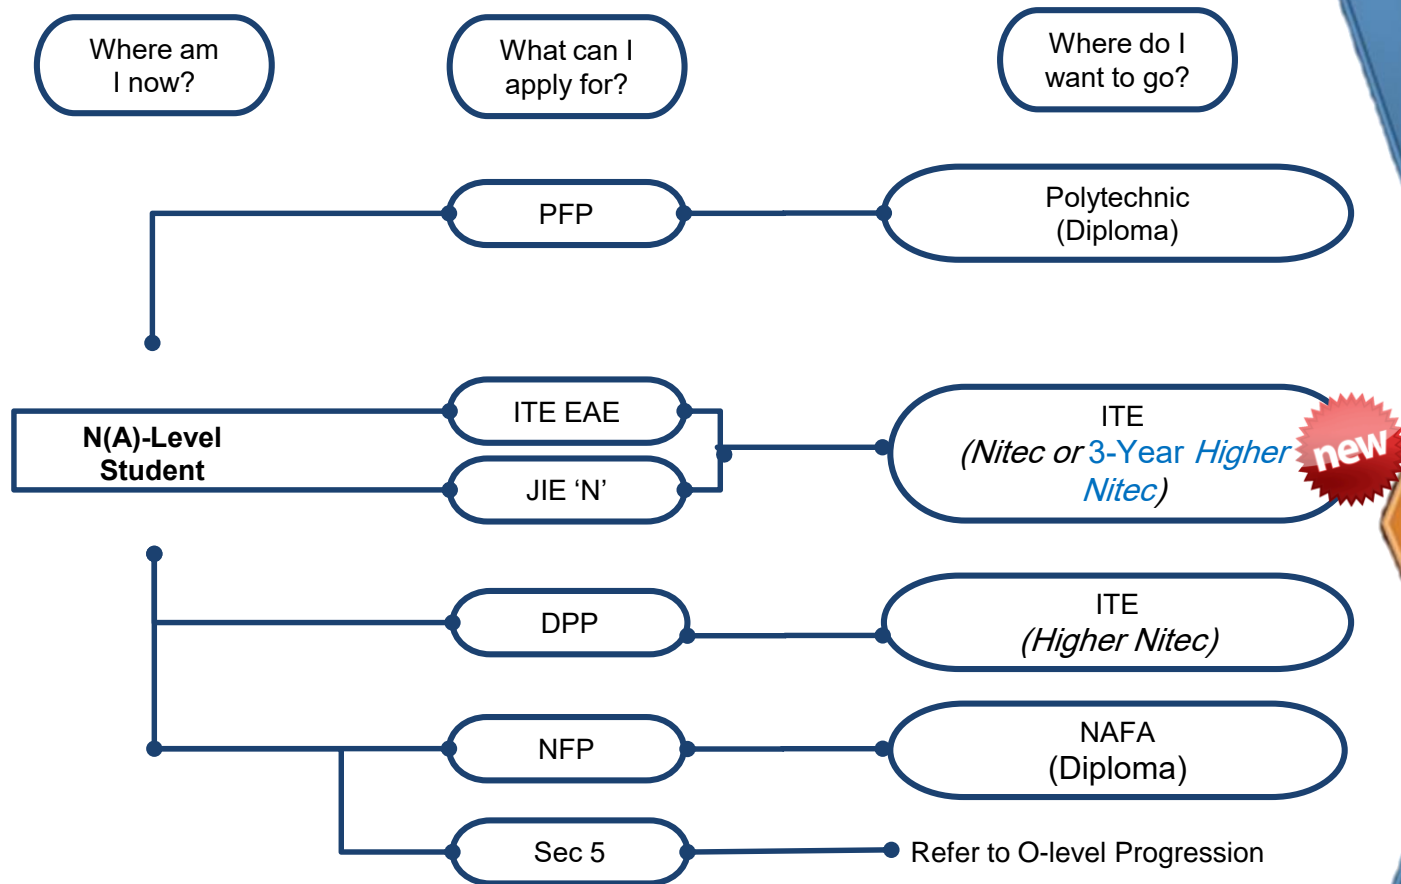 Where am
I now?
What can I
apply for?
Where do I
want to go?
PFP
Polytechnic
(Diploma)
N(A)-Level
Student
ITE EAE
JIE ‘N’
ITE
(Nitec or 3-Year Higher
Nitec)
new
DPP
ITE
(Higher Nitec)
NFP
NAFA
(Diploma)
Sec 5
Refer to O-level Progression